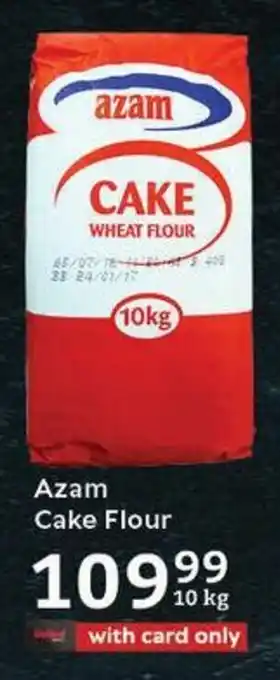 azam
CAKE
WHEAT FLOUR
10kg
Azam
Cake Flour
109 99
10 kg
with card only